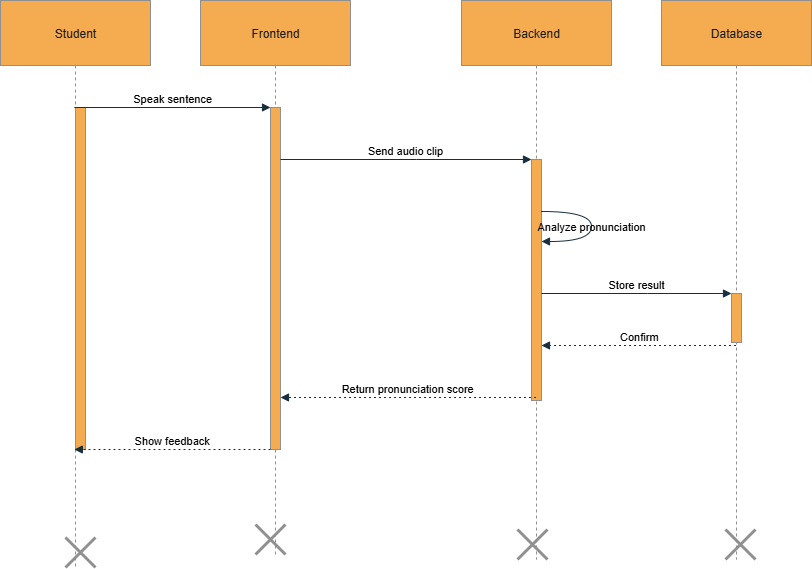 Student
Frontend
Backend
Database
Speak sentence
Send audio clip
Analyze pronunciation
Store result
Confirm
Return pronunciation score
Show feedback